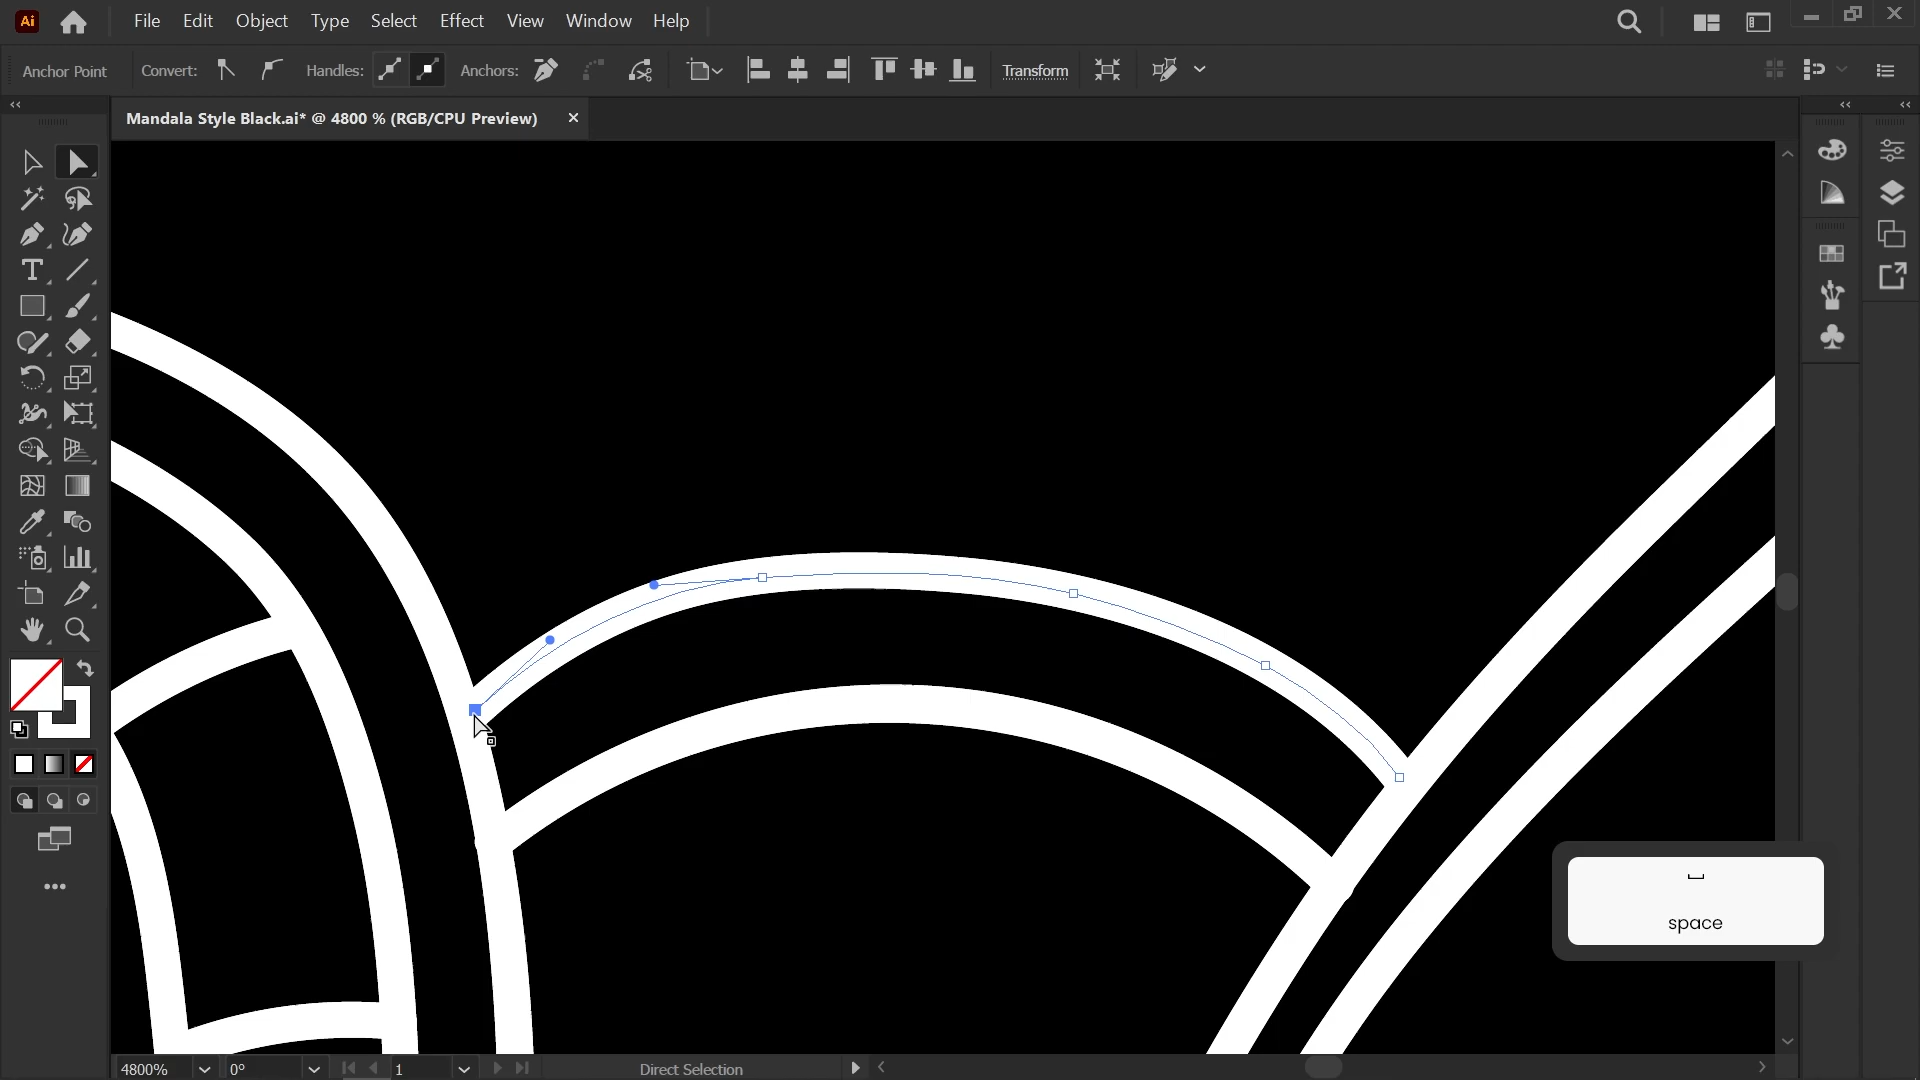 Ai File Edit Object Type Select Effect View Window Help
Anchor Point Convert: Handles: Anchors: Transform
Mandala Style Black.ai* @ 4800 % (RGB/CPU Preview)
space
4800% 0° 1 Direct Selection